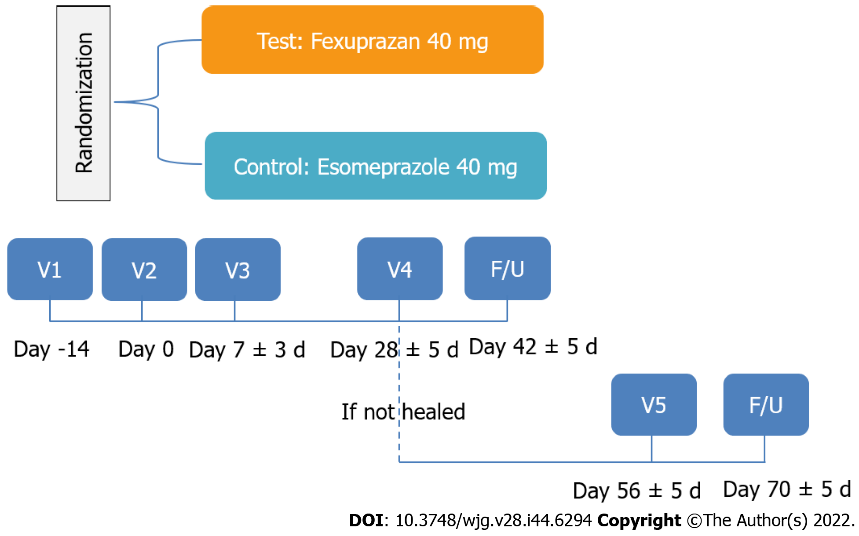 Randomization
Test: Fexuprazan 40 mg
Control: Esomeprazole 40 mg
V1 V2 V3 V4 F/U
Day -14 Day 0 Day 7 ± 3 d Day 28 ± 5 d Day 42 ± 5 d
If not healed
V5 F/U
Day 56 ± 5 d Day 70 ± 5 d
DOI: 10.3748/wjg.v28.i44.6294 Copyright ©The Author(s) 2022.